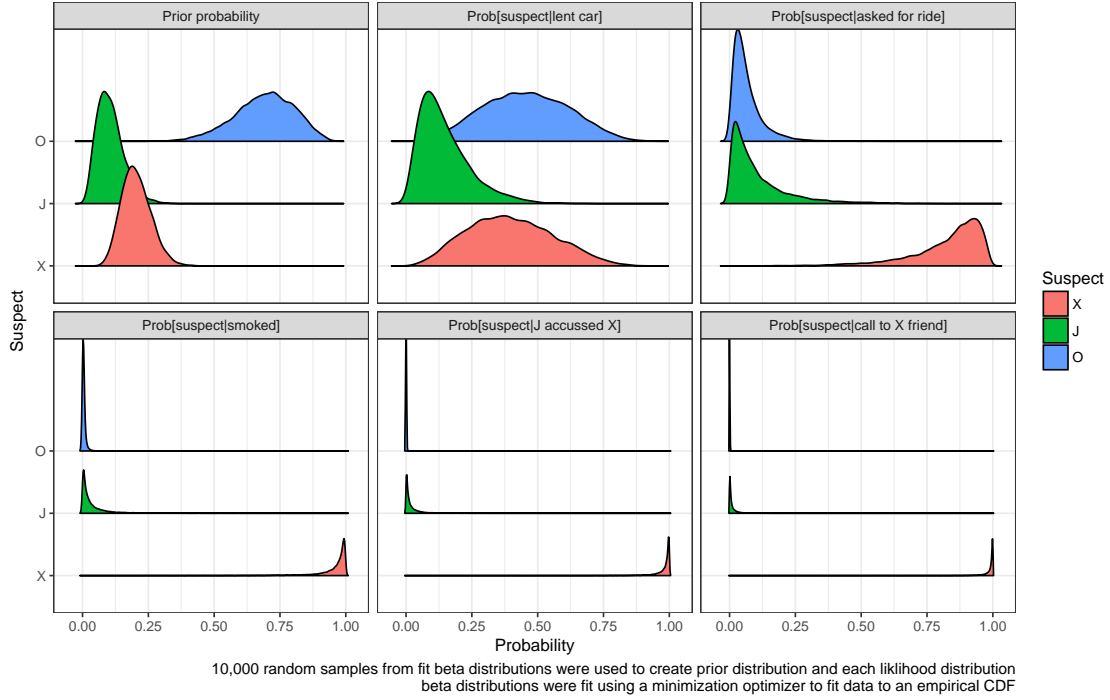 Prior probability
Prob[suspect|lent car]
Prob[suspect|asked for ride]
O
J
X
Prob[suspect|smoked]
Prob[suspect|J accussed X]
Prob[suspect|call to X friend]
O
J
X
Suspect
0.00 0.25 0.50 0.75 1.00
0.00 0.25 0.50 0.75 1.00
0.00 0.25 0.50 0.75 1.00
Probability
Suspect
X
J
O
10,000 random samples from fit beta distributions were used to create prior distribution and each liklihood distribution
beta distributions were fit using a minimization optimizer to fit data to an empirical CDF